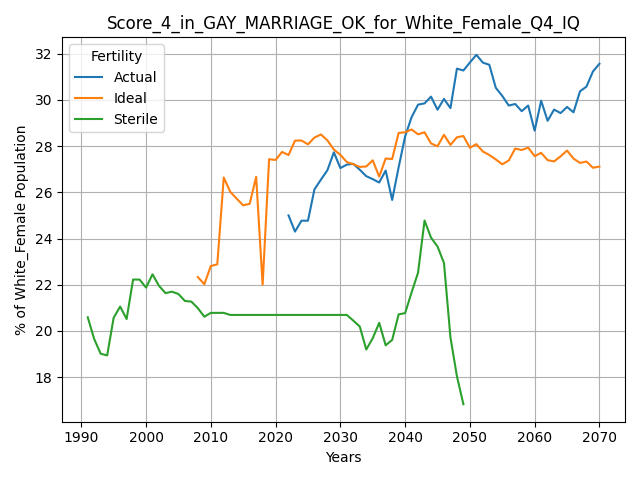 Score_4_in_GAY_MARRIAGE_OK_for_White_Female_Q4_IQ
Fertility
Actual
Ideal
Sterile
% of White_Female Population
32
30
28
26
24
22
20
18
1990 2000 2010 2020 2030 2040 2050 2060 2070
Years